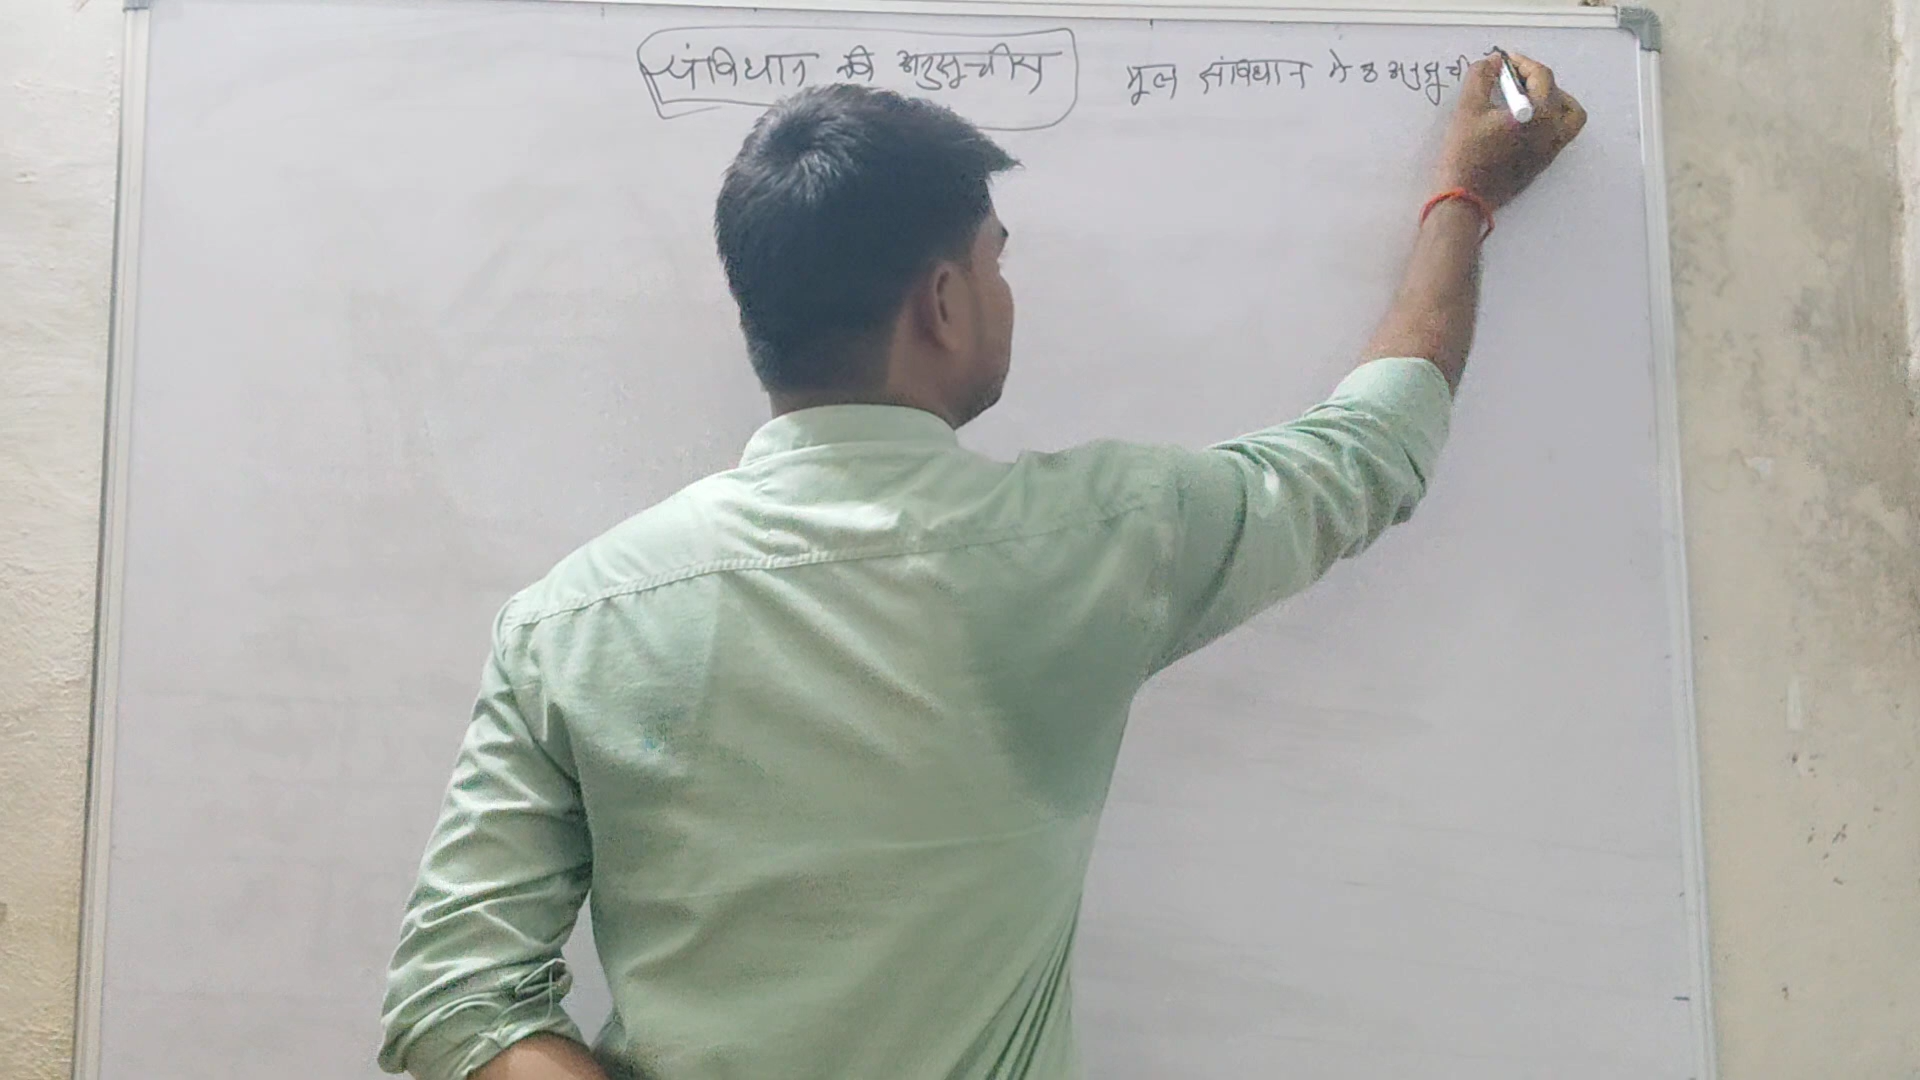 संविधान की अनुसूचीय
मूल संविधान मे 8 अनुसूची